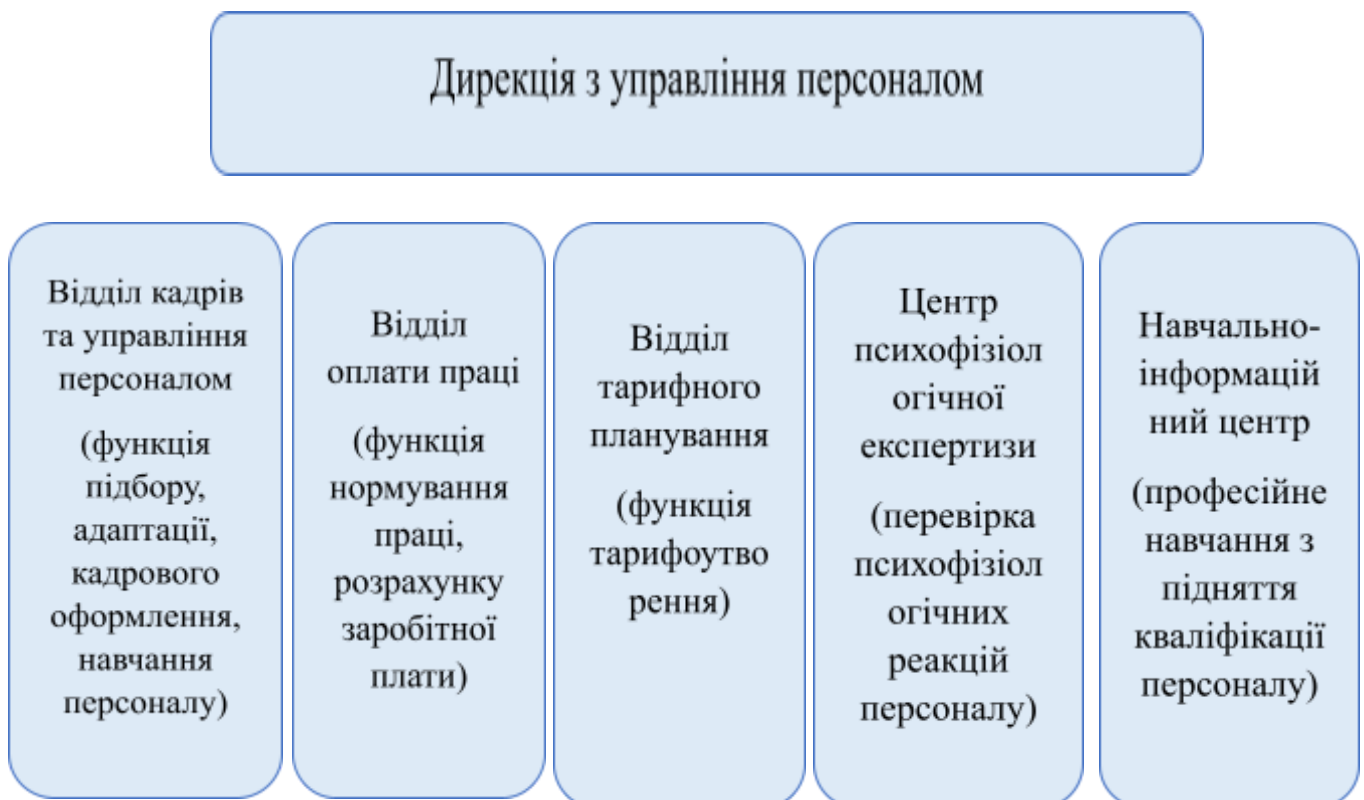 Дирекція з управління персоналом
Відділ кадрів
та управління
персоналом
(функція
підбору,
адаптації,
кадрового
оформлення,
навчання
персоналу)
Відділ
оплати праці
(функція
нормування
праці,
розрахунку
заробітної
плати)
Відділ
тарифного
планування
(функція
тарифоутво
рення)
Центр
психофізіол
огічної
експертизи
(перевірка
психофізіол
огічних
реакцій
персоналу)
Навчально-
інформацій
ний центр
(професійне
навчання з
підняття
кваліфікації
персоналу)